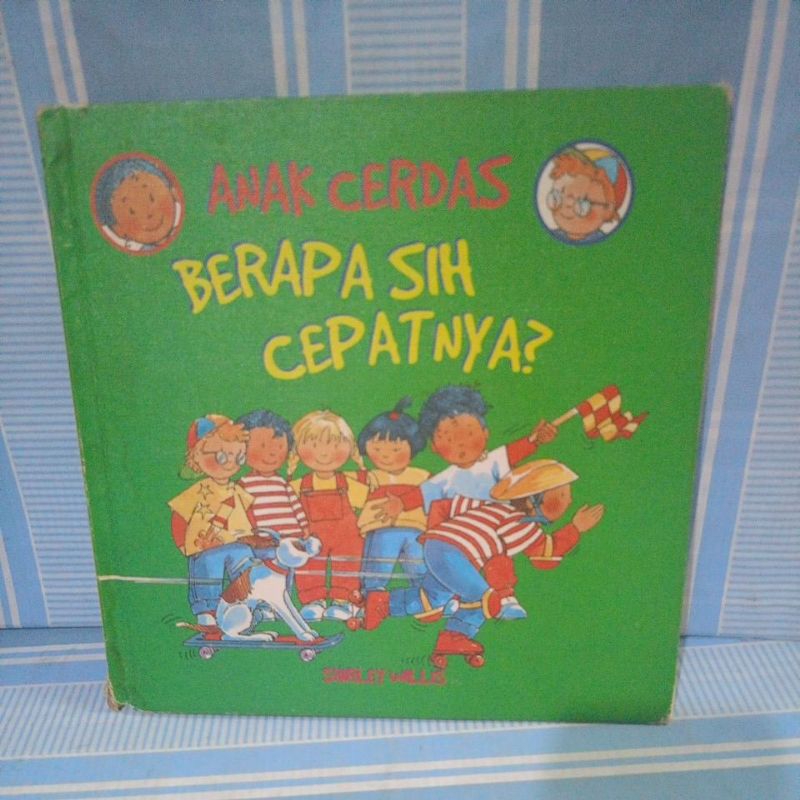 ANAK CERDAS
BERAPA SIH
CEPATNYA?
SHIRLEY WILLIS